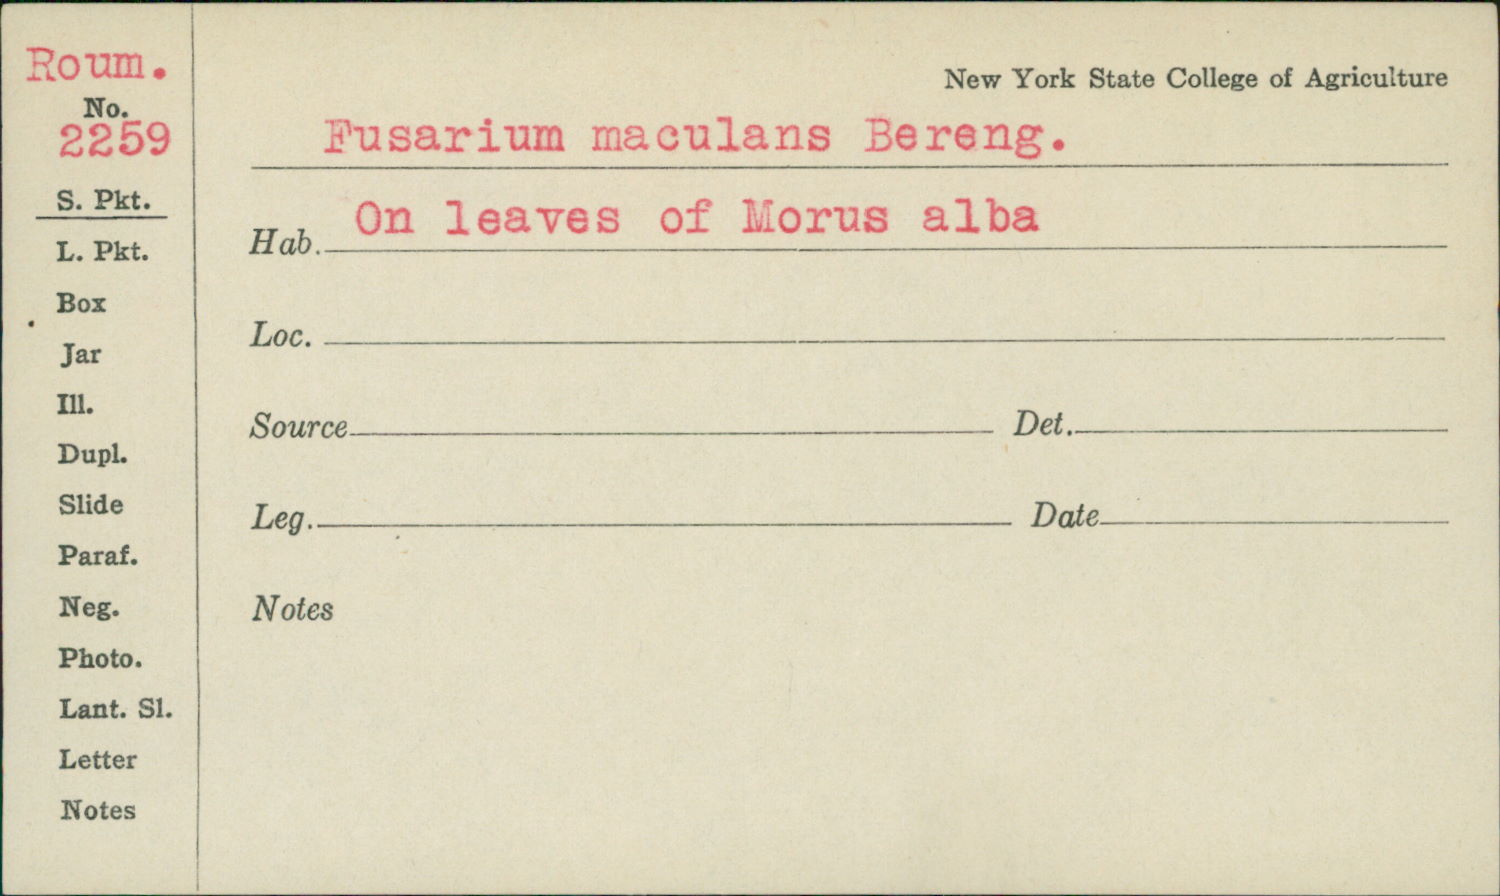 Roum.
No.
2259
S. Pkt.
L. Pkt.
Box
Jar
Ill.
Dupl.
Slide
Paraf.
Neg.
Photo.
Lant. Sl.
Letter
Notes
New York State College of Agriculture
Fusarium maculans Bereng.
Hab. On leaves of Morus alba
Loc.
Source Det.
Leg. Date
Notes